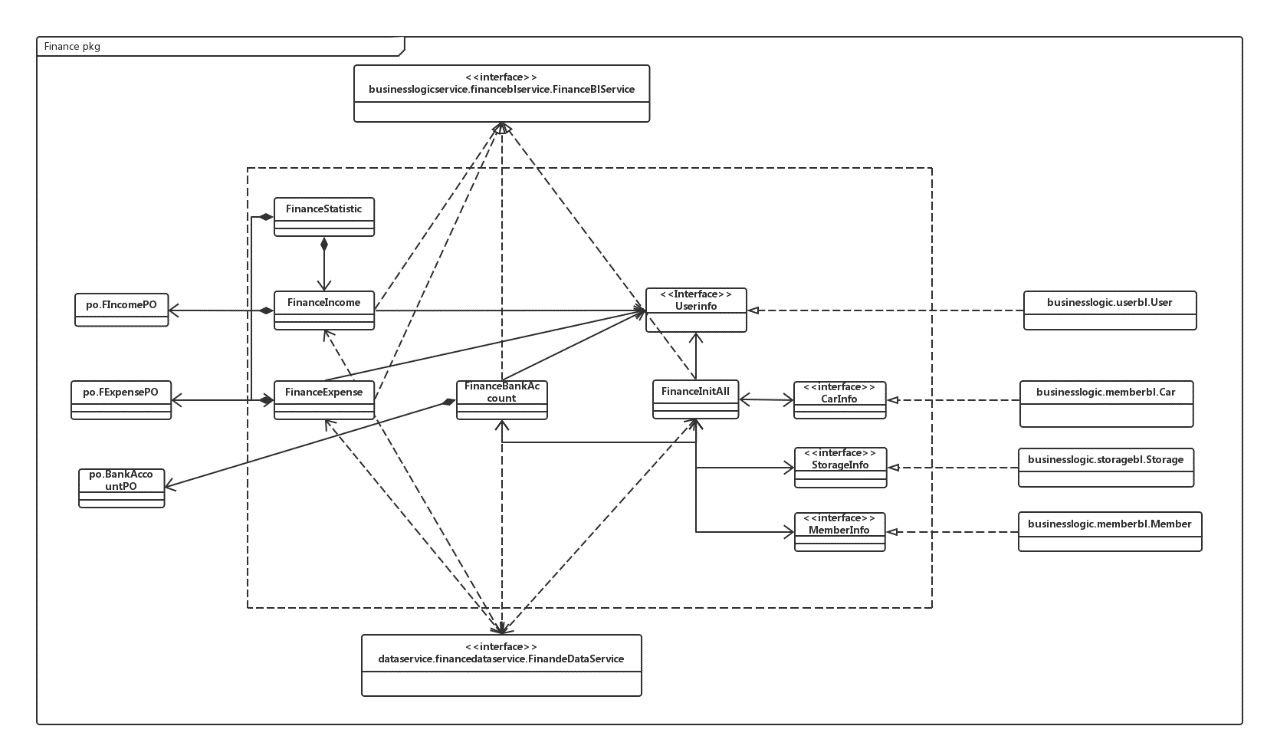 Finance pkg
<<interface>>
businesslogicservice.financeblservice.FinanceBlService
FinanceStatistic
FinanceIncome
po.FIncomePO
<<Interface>>
Userinfo
businesslogic.userbl.User
po.FExpensePO
FinanceExpense
FinanceBankAc
count
FinanceInitAll
<<interface>>
CarInfo
businesslogic.memberbl.Car
po.BankAcco
untPO
<<interface>>
StorageInfo
businesslogic.storagebl.Storage
<<interface>>
MemberInfo
businesslogic.memberbl.Member
<<interface>>
dataservice.financedataservice.FinandeDataService